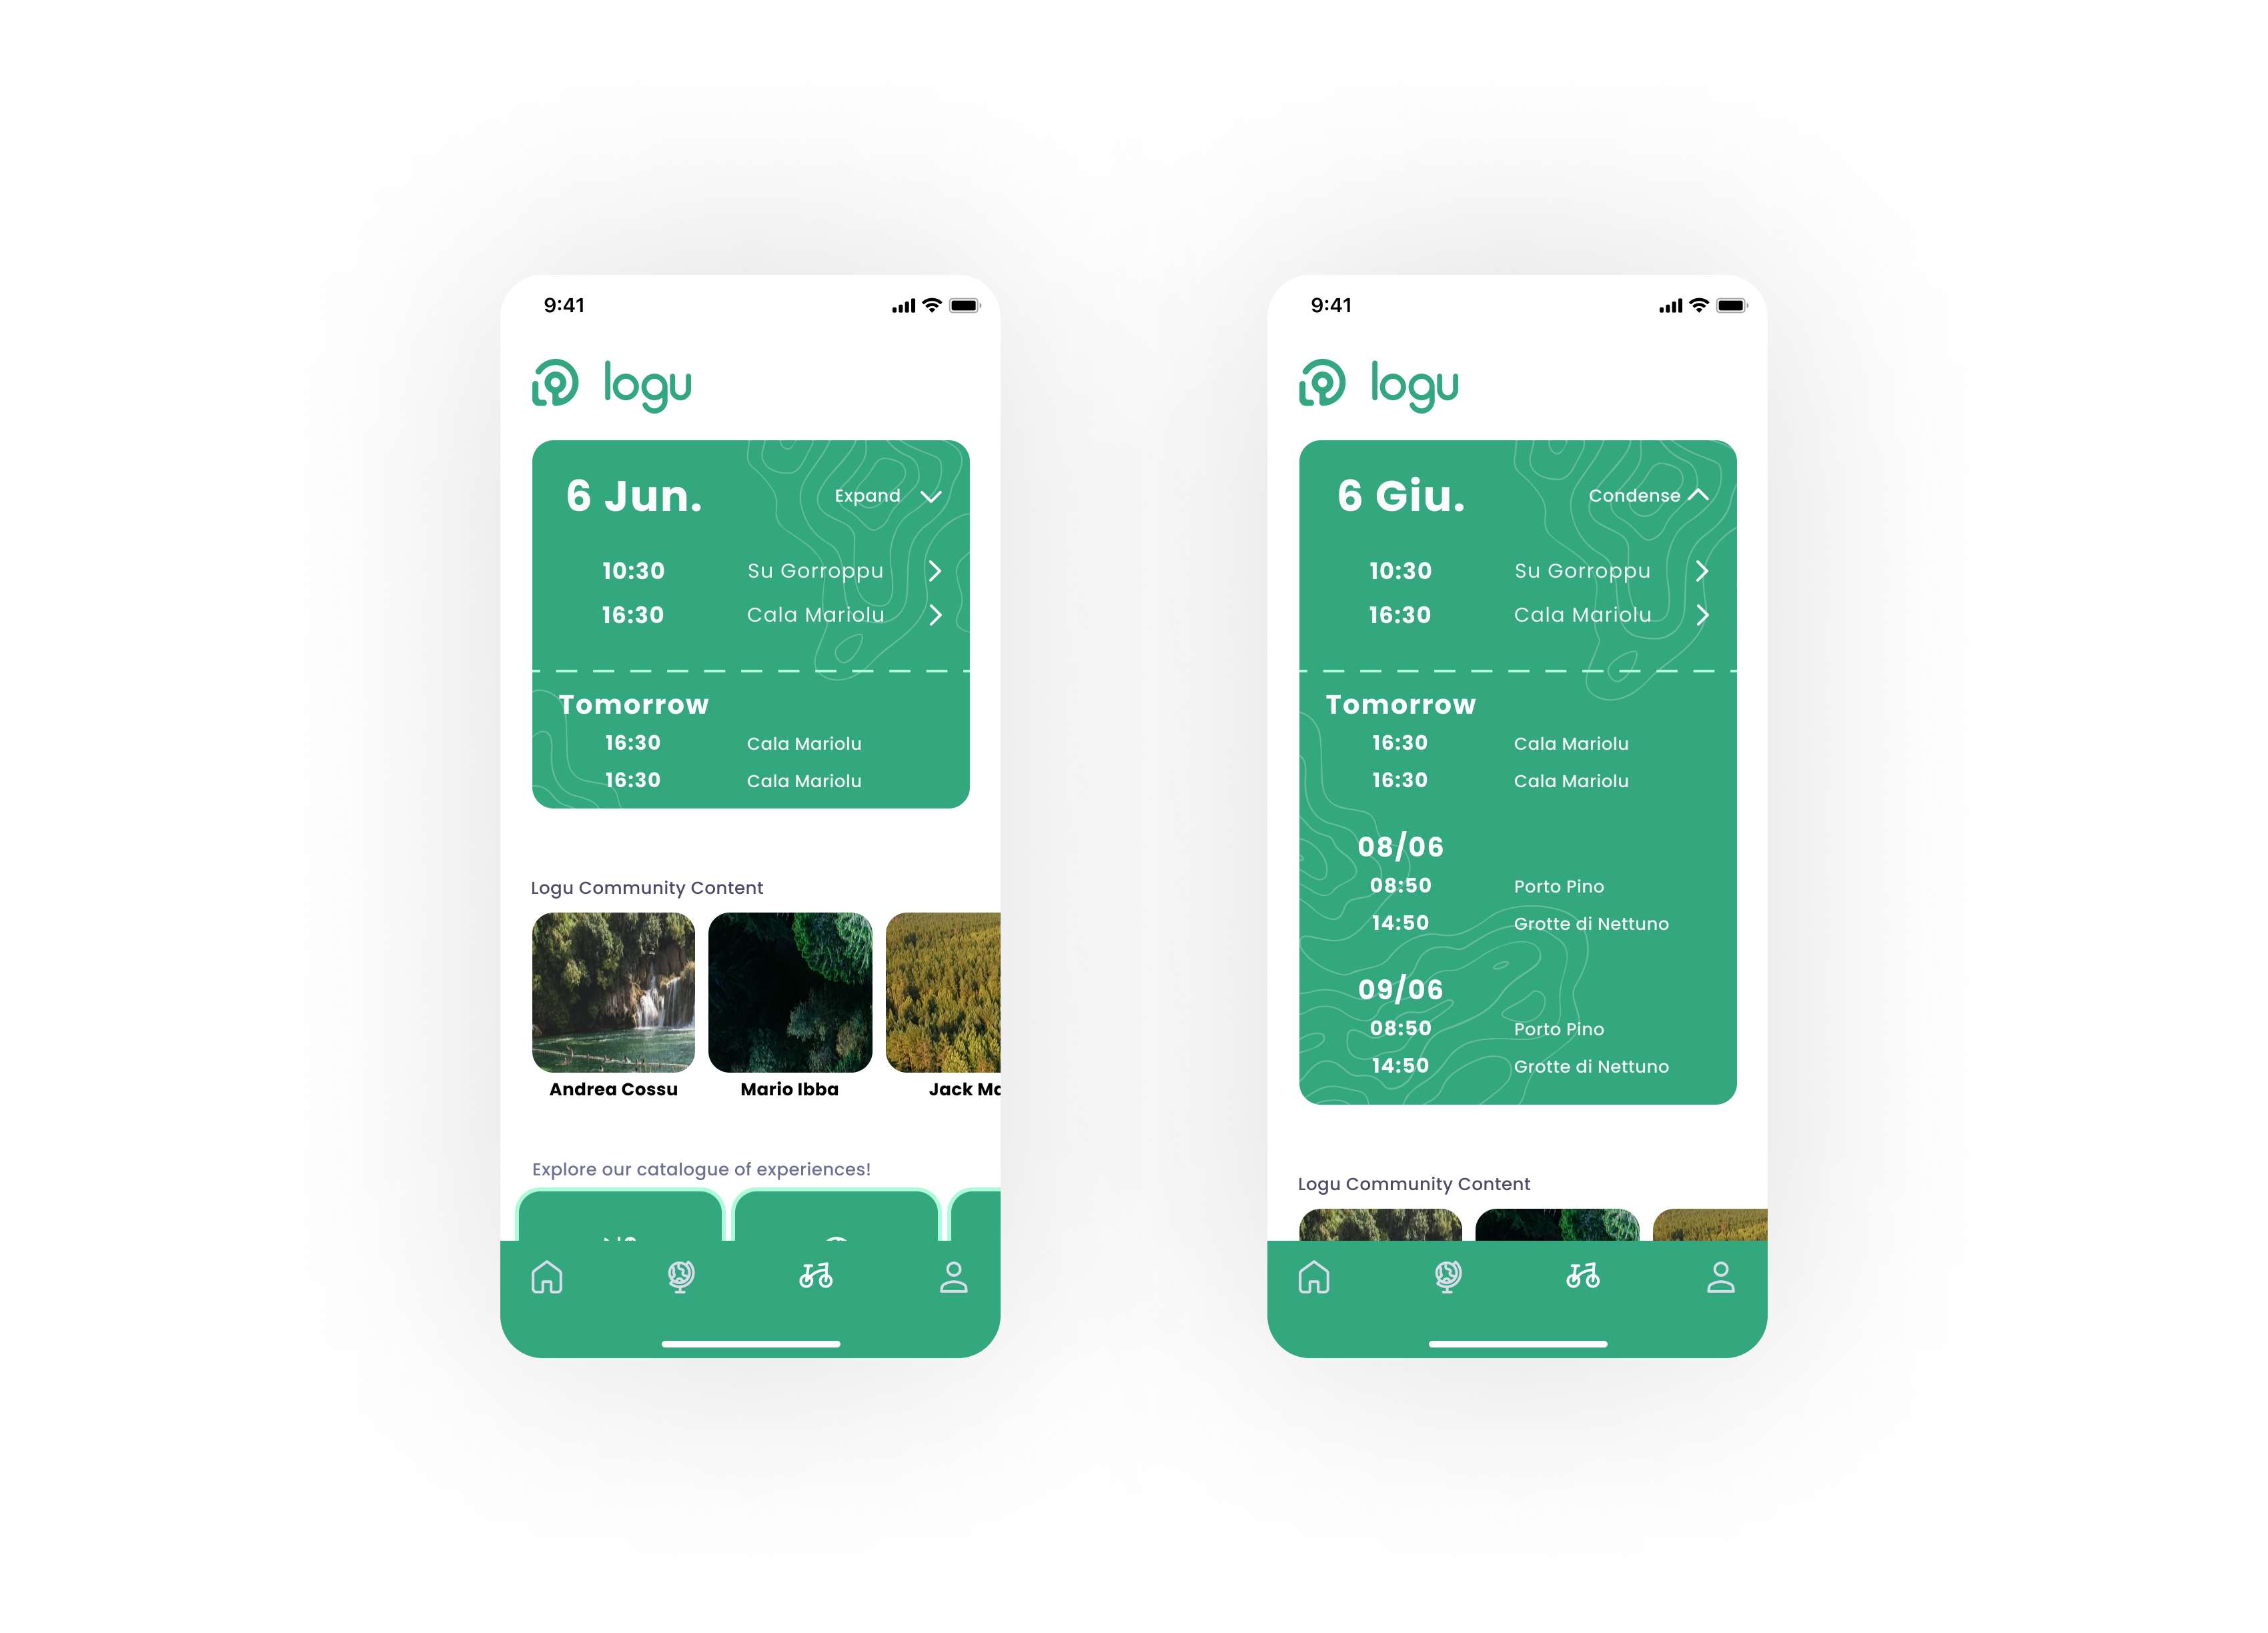 9:41
logu
6 Jun.
Expand
10:30 Su Gorroppu
16:30 Cala Mariolu
Tomorrow
16:30 Cala Mariolu
16:30 Cala Mariolu
Logu Community Content
Andrea Cossu
Mario Ibba
Jack
Explore our catalogue of experiences!
9:41
logu
6 Giu.
Condense
10:30 Su Gorroppu
16:30 Cala Mariolu
Tomorrow
16:30 Cala Mariolu
16:30 Cala Mariolu
08/06
08:50 Porto Pino
14:50 Grotte di Nettuno
09/06
08:50 Porto Pino
14:50 Grotte di Nettuno
Logu Community Content